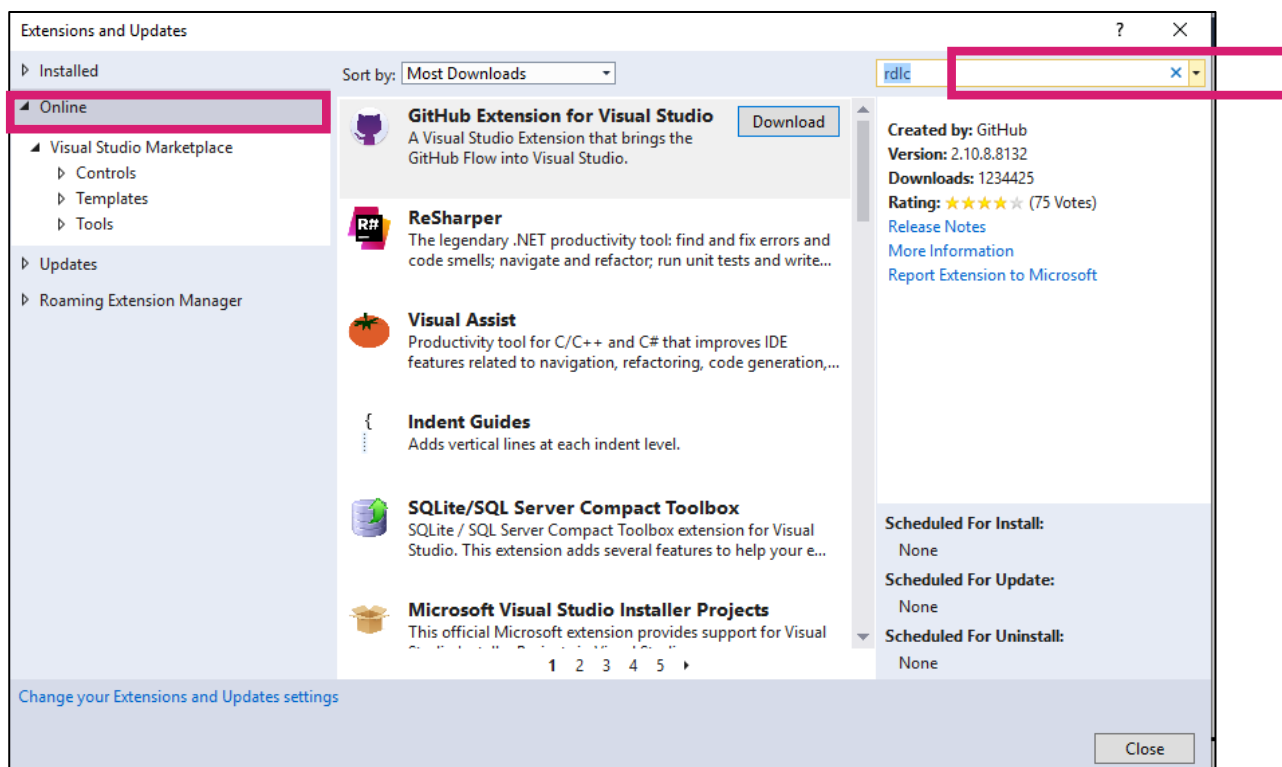 Extensions and Updates
?
Installed
Online
Visual Studio Marketplace
Controls
Templates
Tools
Updates
Roaming Extension Manager
Sort by: Most Downloads
GitHub Extension for Visual Studio
Download
A Visual Studio Extension that brings the
GitHub Flow into Visual Studio.
ReSharper
The legendary .NET productivity tool: find and fix errors and
code smells; navigate and refactor; run unit tests and write...
Visual Assist
Productivity tool for C/C++ and C# that improves IDE
features related to navigation, refactoring, code generation,...
Indent Guides
Adds vertical lines at each indent level.
SQLite/SQL Server Compact Toolbox
SQLite / SQL Server Compact Toolbox extension for Visual
Studio. This extension adds several features to help your e...
Microsoft Visual Studio Installer Projects
This official Microsoft extension provides support for Visual
1 2 3 4 5
rdlc
Created by: GitHub
Version: 2.10.8.8132
Downloads: 1234425
Rating: (75 Votes)
Release Notes
More Information
Report Extension to Microsoft
Scheduled For Install:
None
Scheduled For Update:
None
Scheduled For Uninstall:
None
Change your Extensions and Updates settings
Close
R#